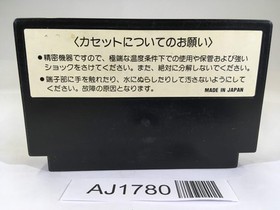 〈カセットについてのお願い〉
●精密機器ですので、極端な温度条件下での使用や保管および強い
ショックをさけてください。また、絶対に分解しないでください。
●端子部に手を触れたり、水にぬらしたりして汚さないようにして
ください。故障の原因となります。
MADE IN JAPAN
AJ1780